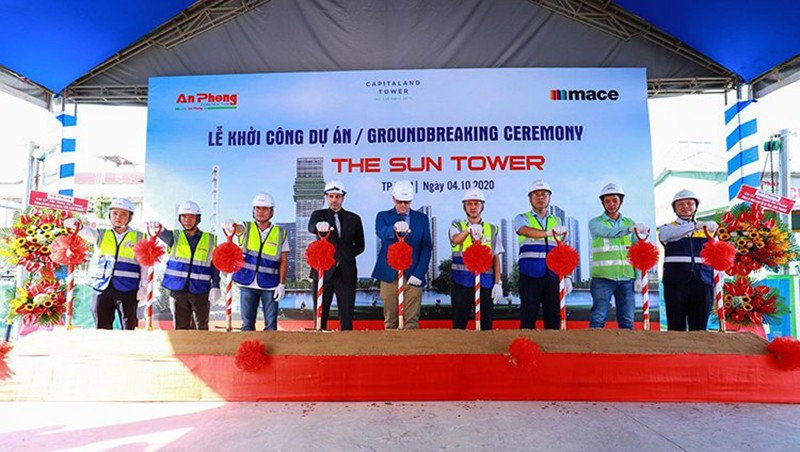 An Phong
CAPITALAND
TOWER
mace
LỄ KHỞI CÔNG DỰ ÁN / GROUNDBREAKING CEREMONY
THE SUN TOWER
Ngày 04.10.2020